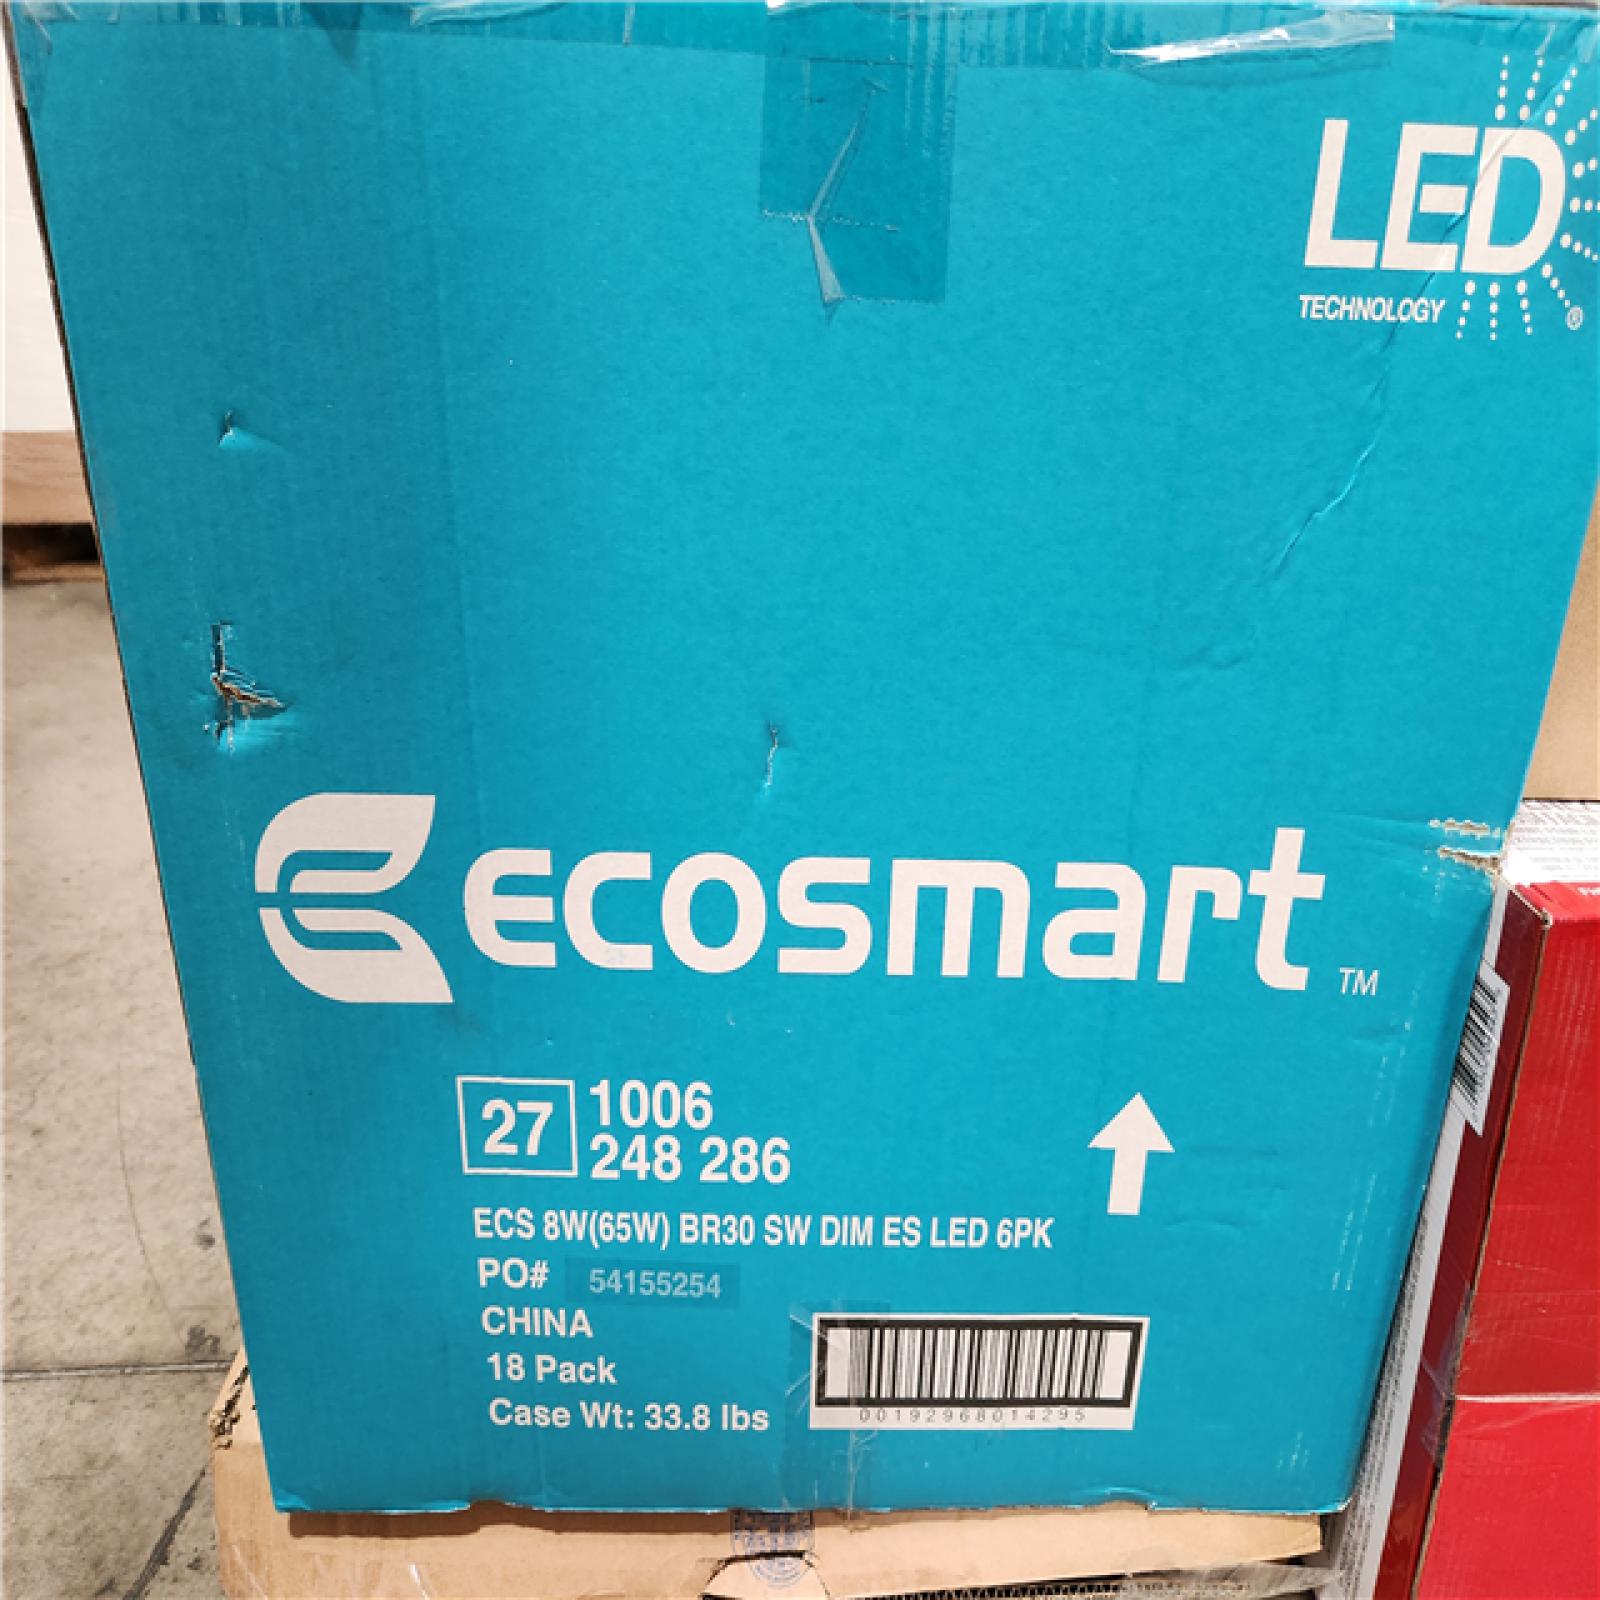 LED
TECHNOLOGY ®
ECOSMART ™
27 1006
248 286
ECS 8W(65W) BR30 SW DIM ES LED 6PK
PO# 54155254
CHINA
18 Pack
Case Wt: 33.8 lbs
00192968014295